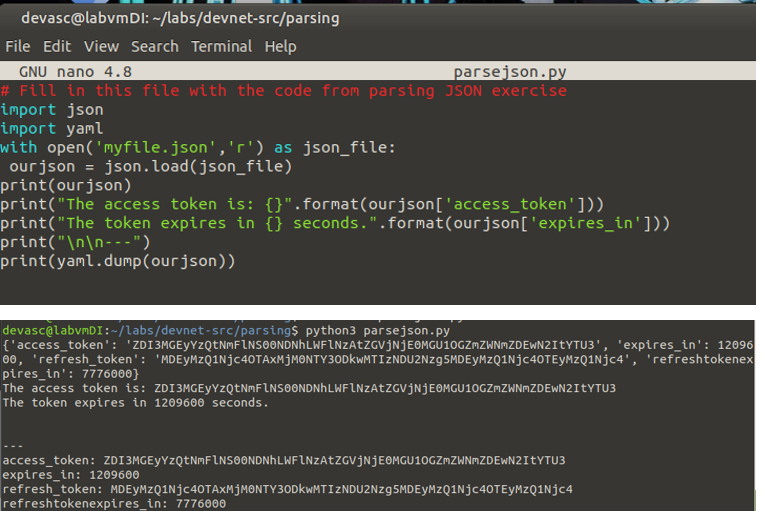 devasc@labvmDI: ~/labs/devnet-src/parsing
File Edit View Search Terminal Help
GNU nano 4.8 parsejson.py
# Fill in this file with the code from parsing JSON exercise
import json
import yaml
with open('myfile.json','r') as json_file:
 ourjson = json.load(json_file)
print(ourjson)
print("The access token is: {}".format(ourjson['access_token']))
print("The token expires in {} seconds.".format(ourjson['expires_in']))
print("\n\n---")
print(yaml.dump(ourjson))
devasc@labvmDI:~/labs/devnet-src/parsing$ python3 parsejson.py
{'access_token': 'ZDI3MGEyYzQtNmFlNS00NDNhLWFlNzAtZGVjNjE0MGU1OGZmZWNmZDEwN2ItYTU3', 'expires_in': 12096
00, 'refresh_token': 'MDEyMzQ1Njc4OTAxMjM0NTY3ODkwMTIzNDU2Nzg5MDEyMzQ1Njc4OTEyMzQ1Njc4', 'refreshtokenex
pires_in': 7776000}
The access token is: ZDI3MGEyYzQtNmFlNS00NDNhLWFlNzAtZGVjNjE0MGU1OGZmZWNmZDEwN2ItYTU3
The token expires in 1209600 seconds.
---
access_token: ZDI3MGEyYzQtNmFlNS00NDNhLWFlNzAtZGVjNjE0MGU1OGZmZWNmZDEwN2ItYTU3
expires_in: 1209600
refresh_token: MDEyMzQ1Njc4OTAxMjM0NTY3ODkwMTIzNDU2Nzg5MDEyMzQ1Njc4OTEyMzQ1Njc4
refreshtokenexpires_in: 7776000